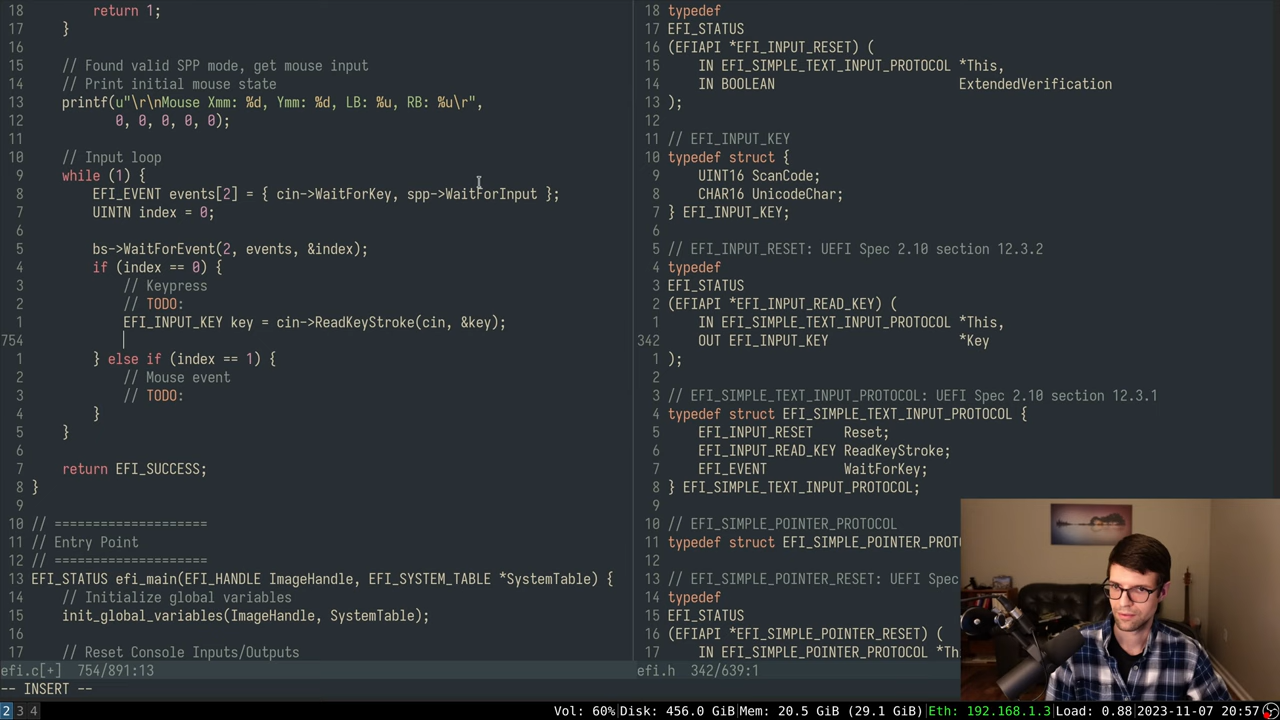 18         return 1;
17     }
16
15     // Found valid SPP mode, get mouse input
14     // Print initial mouse state
13     printf(u"\r\nMouse Xmm: %d, Ymm: %d, LB: %u, RB: %u\r",
12            0, 0, 0, 0, 0);
11
10     // Input loop
9     while (1) {
8         EFI_EVENT events[2] = { cin->WaitForKey, spp->WaitForInput };
7         UINTN index = 0;
6
5         bs->WaitForEvent(2, events, &index);
4         if (index == 0) {
3             // Keypress
2             // TODO:
1             EFI_INPUT_KEY key = cin->ReadKeyStroke(cin, &key);
754
1         } else if (index == 1) {
2             // Mouse event
3             // TODO:
4         }
5     }
6
7     return EFI_SUCCESS;
8 }
9
10 // ====================
11 // Entry Point
12 // ====================
13 EFI_STATUS efi_main(EFI_HANDLE ImageHandle, EFI_SYSTEM_TABLE *SystemTable) {
14     // Initialize global variables
15     init_global_variables(ImageHandle, SystemTable);
16
17     // Reset Console Inputs/Outputs
efi.c[+]  754/891:13
18 typedef
17 EFI_STATUS
16 (EFIAPI *EFI_INPUT_RESET) (
15     IN EFI_SIMPLE_TEXT_INPUT_PROTOCOL *This,
14     IN BOOLEAN                        ExtendedVerification
13 );
12
11 // EFI_INPUT_KEY
10 typedef struct {
9     UINT16 ScanCode;
8     CHAR16 UnicodeChar;
7 } EFI_INPUT_KEY;
6
5 // EFI_INPUT_RESET: UEFI Spec 2.10 section 12.3.2
4 typedef
3 EFI_STATUS
2 (EFIAPI *EFI_INPUT_READ_KEY) (
1     IN EFI_SIMPLE_TEXT_INPUT_PROTOCOL *This,
342     OUT EFI_INPUT_KEY                 *Key
1 );
2
3 // EFI_SIMPLE_TEXT_INPUT_PROTOCOL: UEFI Spec 2.10 section 12.3.1
4 typedef struct EFI_SIMPLE_TEXT_INPUT_PROTOCOL {
5     EFI_INPUT_RESET    Reset;
6     EFI_INPUT_READ_KEY ReadKeyStroke;
7     EFI_EVENT          WaitForKey;
8 } EFI_SIMPLE_TEXT_INPUT_PROTOCOL;
9
10 // EFI_SIMPLE_POINTER_PROTOCOL
11 typedef struct EFI_SIMPLE_POINTER_PROTO
12
13 // EFI_SIMPLE_POINTER_RESET: UEFI Spec
14 typedef
15 EFI_STATUS
16 (EFIAPI *EFI_SIMPLE_POINTER_RESET) (
17     IN EFI_SIMPLE_POINTER_PROTOCOL *Th
efi.h  342/639:1
-- INSERT --
2 3 4
Vol: 60%|Disk: 456.0 GiB|Mem: 20.5 GiB (29.1 GiB)|Eth: 192.168.1.3|Load: 0.88|2023-11-07 20:57